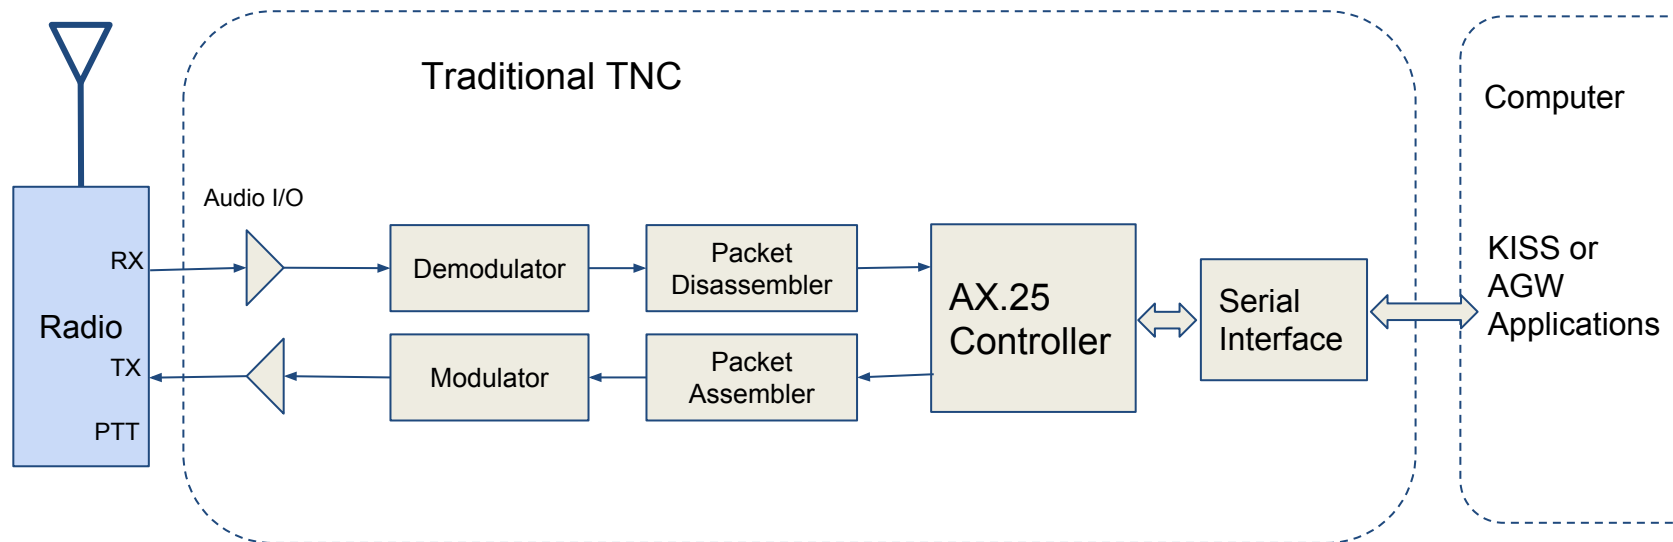 Traditional TNC
Computer
Audio I/O
RX
Radio
TX
PTT
Demodulator
Packet
Disassembler
Modulator
Packet
Assembler
AX.25
Controller
Serial
Interface
KISS or
AGW
Applications